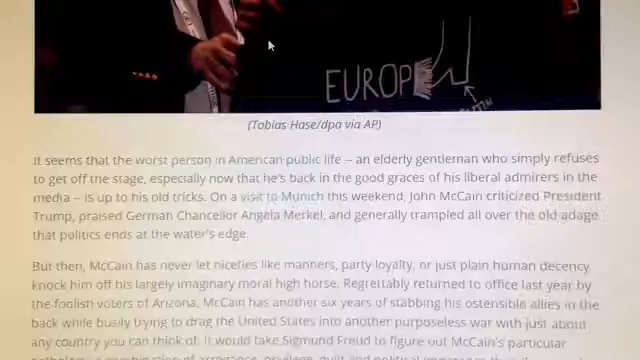 EUROPE
(Tobias Hase/dpa via AP)
It seems that the worst person in American public life – an elderly gentleman who simply refuses
to get off the stage, especially now that he's back in the good graces of his liberal admirers in the
media – is up to his old tricks. On a visit to Munich this weekend, John McCain criticized President
Trump, praised German Chancellor Angela Merkel, and generally trampled all over the old adage
that politics ends at the water's edge.
But then, McCain has never let niceties like manners, party loyalty, or just plain human decency
knock him off his largely imaginary moral high horse. Regrettably returned to office last year by
the foolish voters of Arizona, McCain has another six years of stabbing his ostensible allies in the
back while busily trying to drag the United States into another purposeless war with just about
any country you can think of. It would take Sigmund Freud to figure out McCain's particular